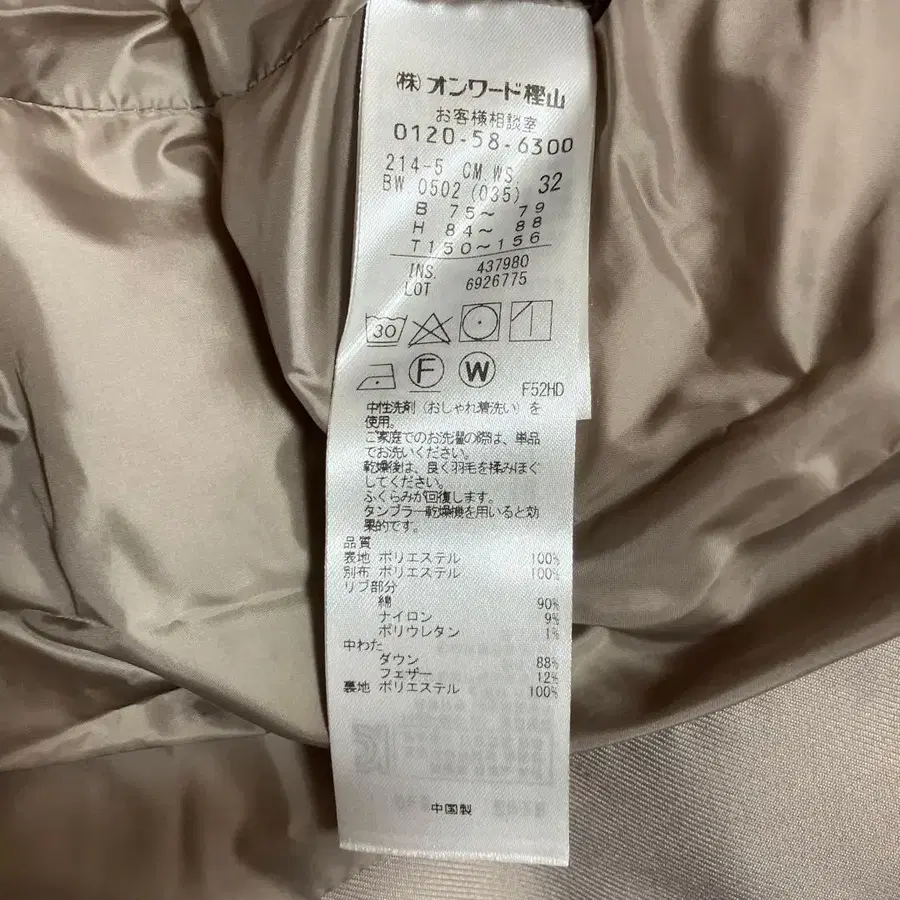 (株)オンワード樫山
お客様相談室
0120-58-6300
214-5 CM.WS.
BW 0502 (035) 32
B 75～ 79
H 84～ 88
T150～156
INS. 437980
LOT 6926775
30
F W
F52HD
中性洗剤（おしゃれ着洗い）を
使用。
ご家庭でのお洗濯の際は、単品
でお洗いください。
乾燥後は、良く羽毛を揉みほぐ
してください。
ふくらみが回復します。
タンブラー乾燥機を用いると効
果的です。
品質
表地 ポリエステル 100%
別布 ポリエステル 100%
リブ部分
綿 90%
ナイロン 9%
ポリウレタン 1%
中わた
ダウン 88%
フェザー 12%
裏地 ポリエステル 100%
中国製